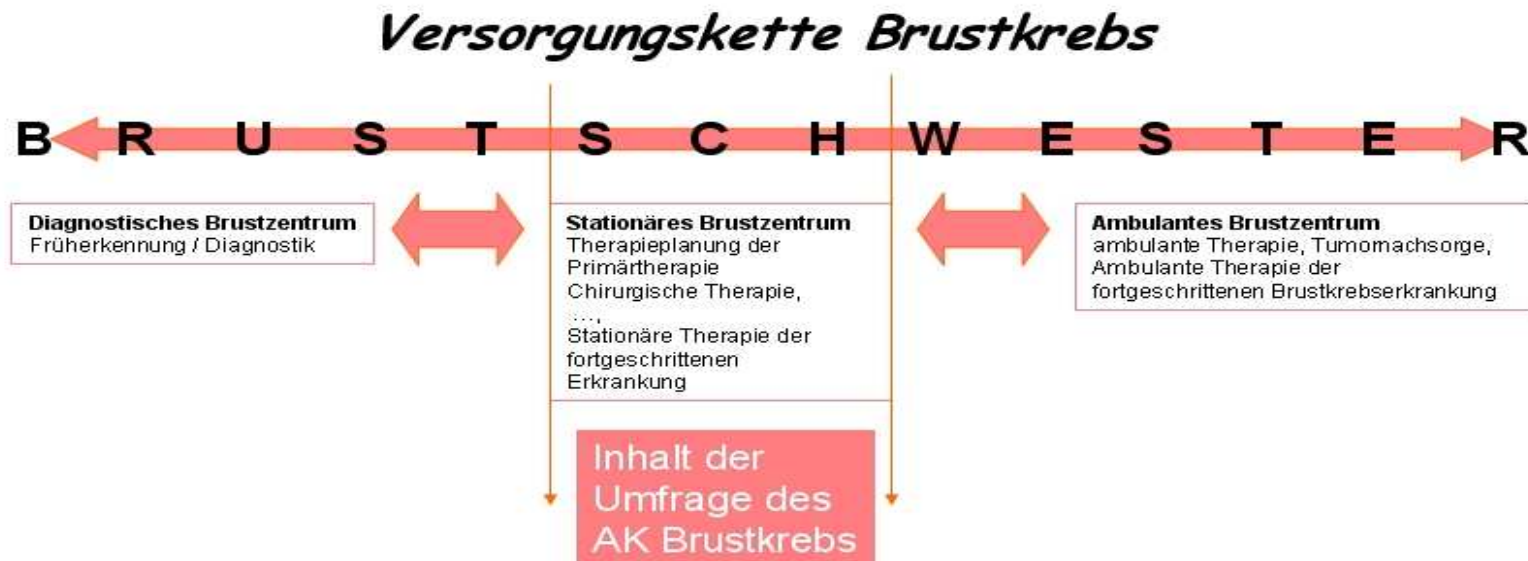 Versorgungskette Brustkrebs
B R U S T S C H W E S T E R
Diagnostisches Brustzentrum
Früherkennung / Diagnostik
Stationäres Brustzentrum
Therapieplanung der
Primärtherapie
Chirurgische Therapie,
...,
Stationäre Therapie der
fortgeschrittenen
Erkrankung
Ambulantes Brustzentrum
ambulante Therapie, Tumornachsorge,
Ambulante Therapie der
fortgeschrittenen Brustkrebserkrankung
Inhalt der
Umfrage des
AK Brustkrebs